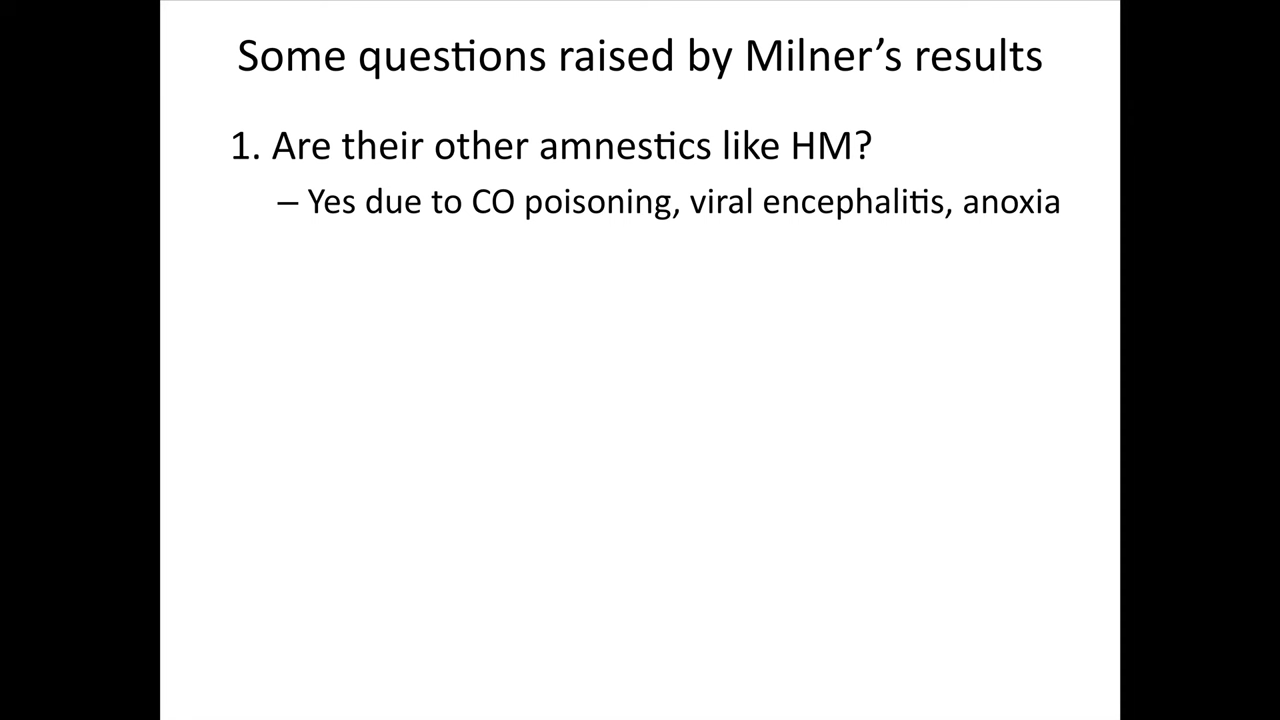 Some questions raised by Milner’s results
1. Are their other amnestics like HM?
– Yes due to CO poisoning, viral encephalitis, anoxia